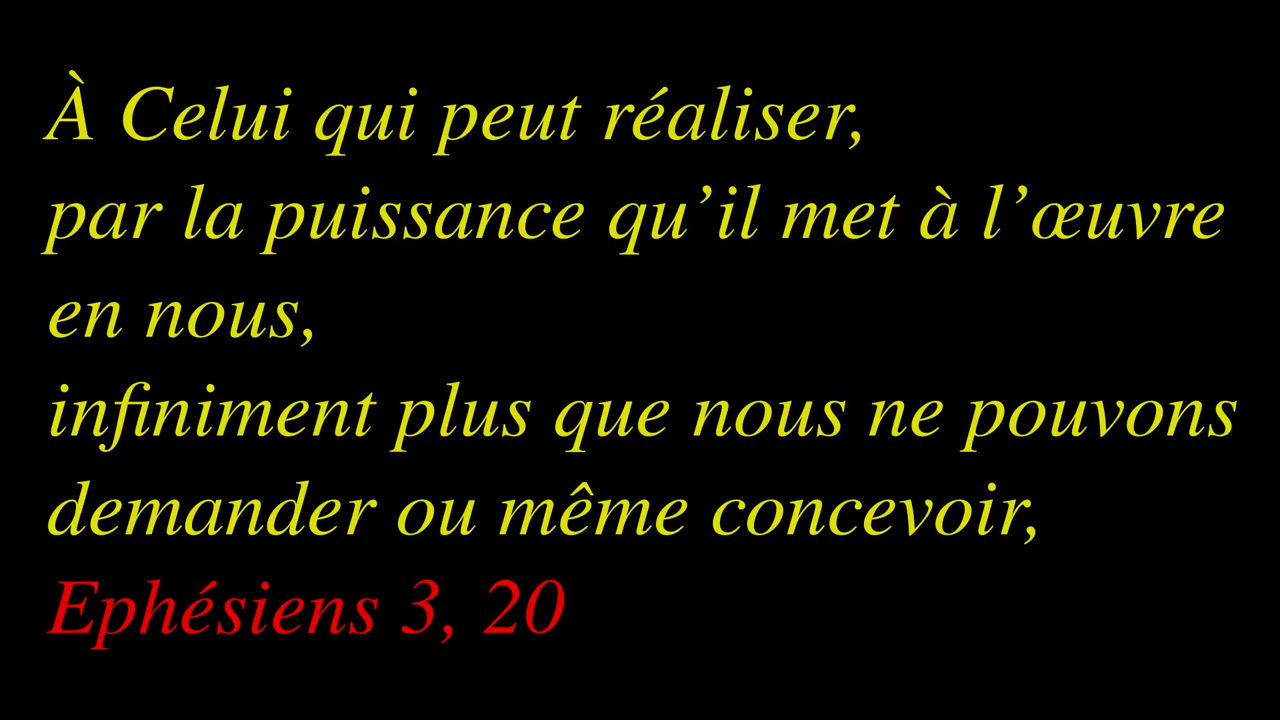 À Celui qui peut réaliser,
par la puissance qu’il met à l’œuvre
en nous,
infiniment plus que nous ne pouvons
demander ou même concevoir,
Ephésiens 3, 20